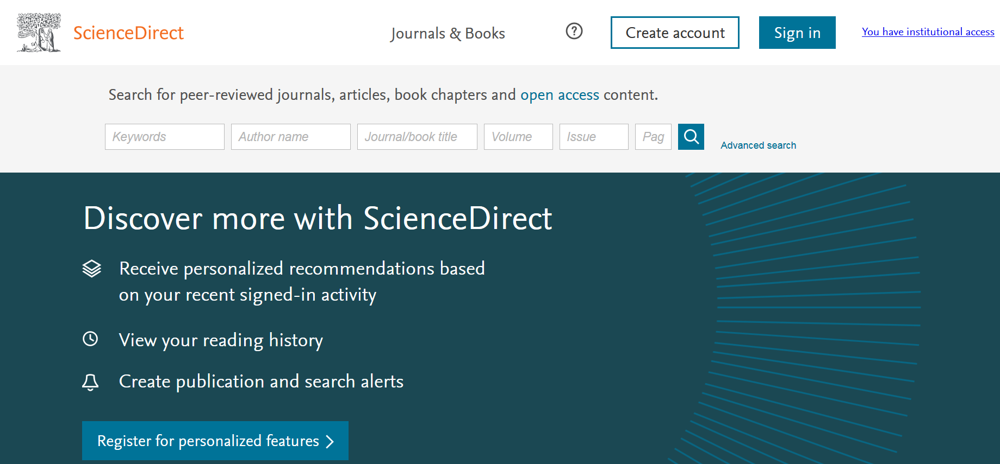 ScienceDirect
Journals & Books
?
Create account
Sign in
You have institutional access
Search for peer-reviewed journals, articles, book chapters and open access content.
Keywords
Author name
Journal/book title
Volume
Issue
Pag
Advanced search
Discover more with ScienceDirect
Receive personalized recommendations based
on your recent signed-in activity
View your reading history
Create publication and search alerts
Register for personalized features